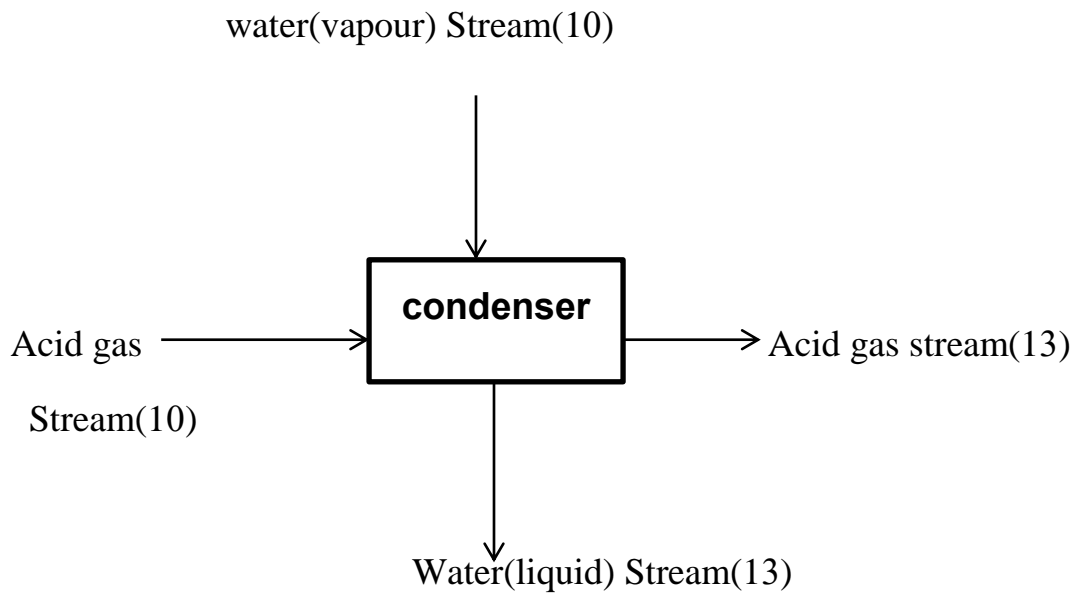 water(vapour) Stream(10)
condenser
Acid gas
Acid gas stream(13)
Stream(10)
Water(liquid) Stream(13)